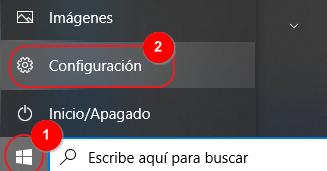 Imágenes
2
Configuración
Inicio/Apagado
1
Escribe aquí para buscar